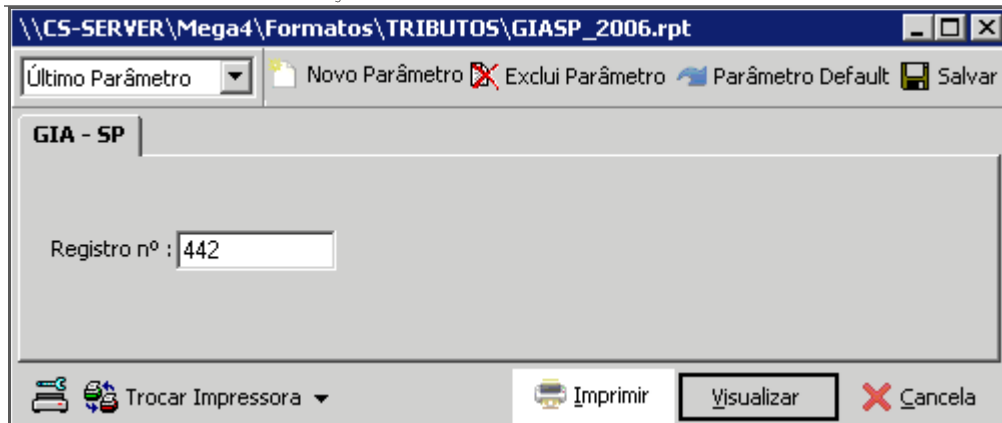 \\CS-SERVER\Mega4\Formatos\TRIBUTOS\GIASP_2006.rpt
Último Parâmetro Novo Parâmetro Exclui Parâmetro Parâmetro Default Salvar
GIA - SP
Registro nº : 442
Trocar Impressora Imprimir Visualizar Cancela